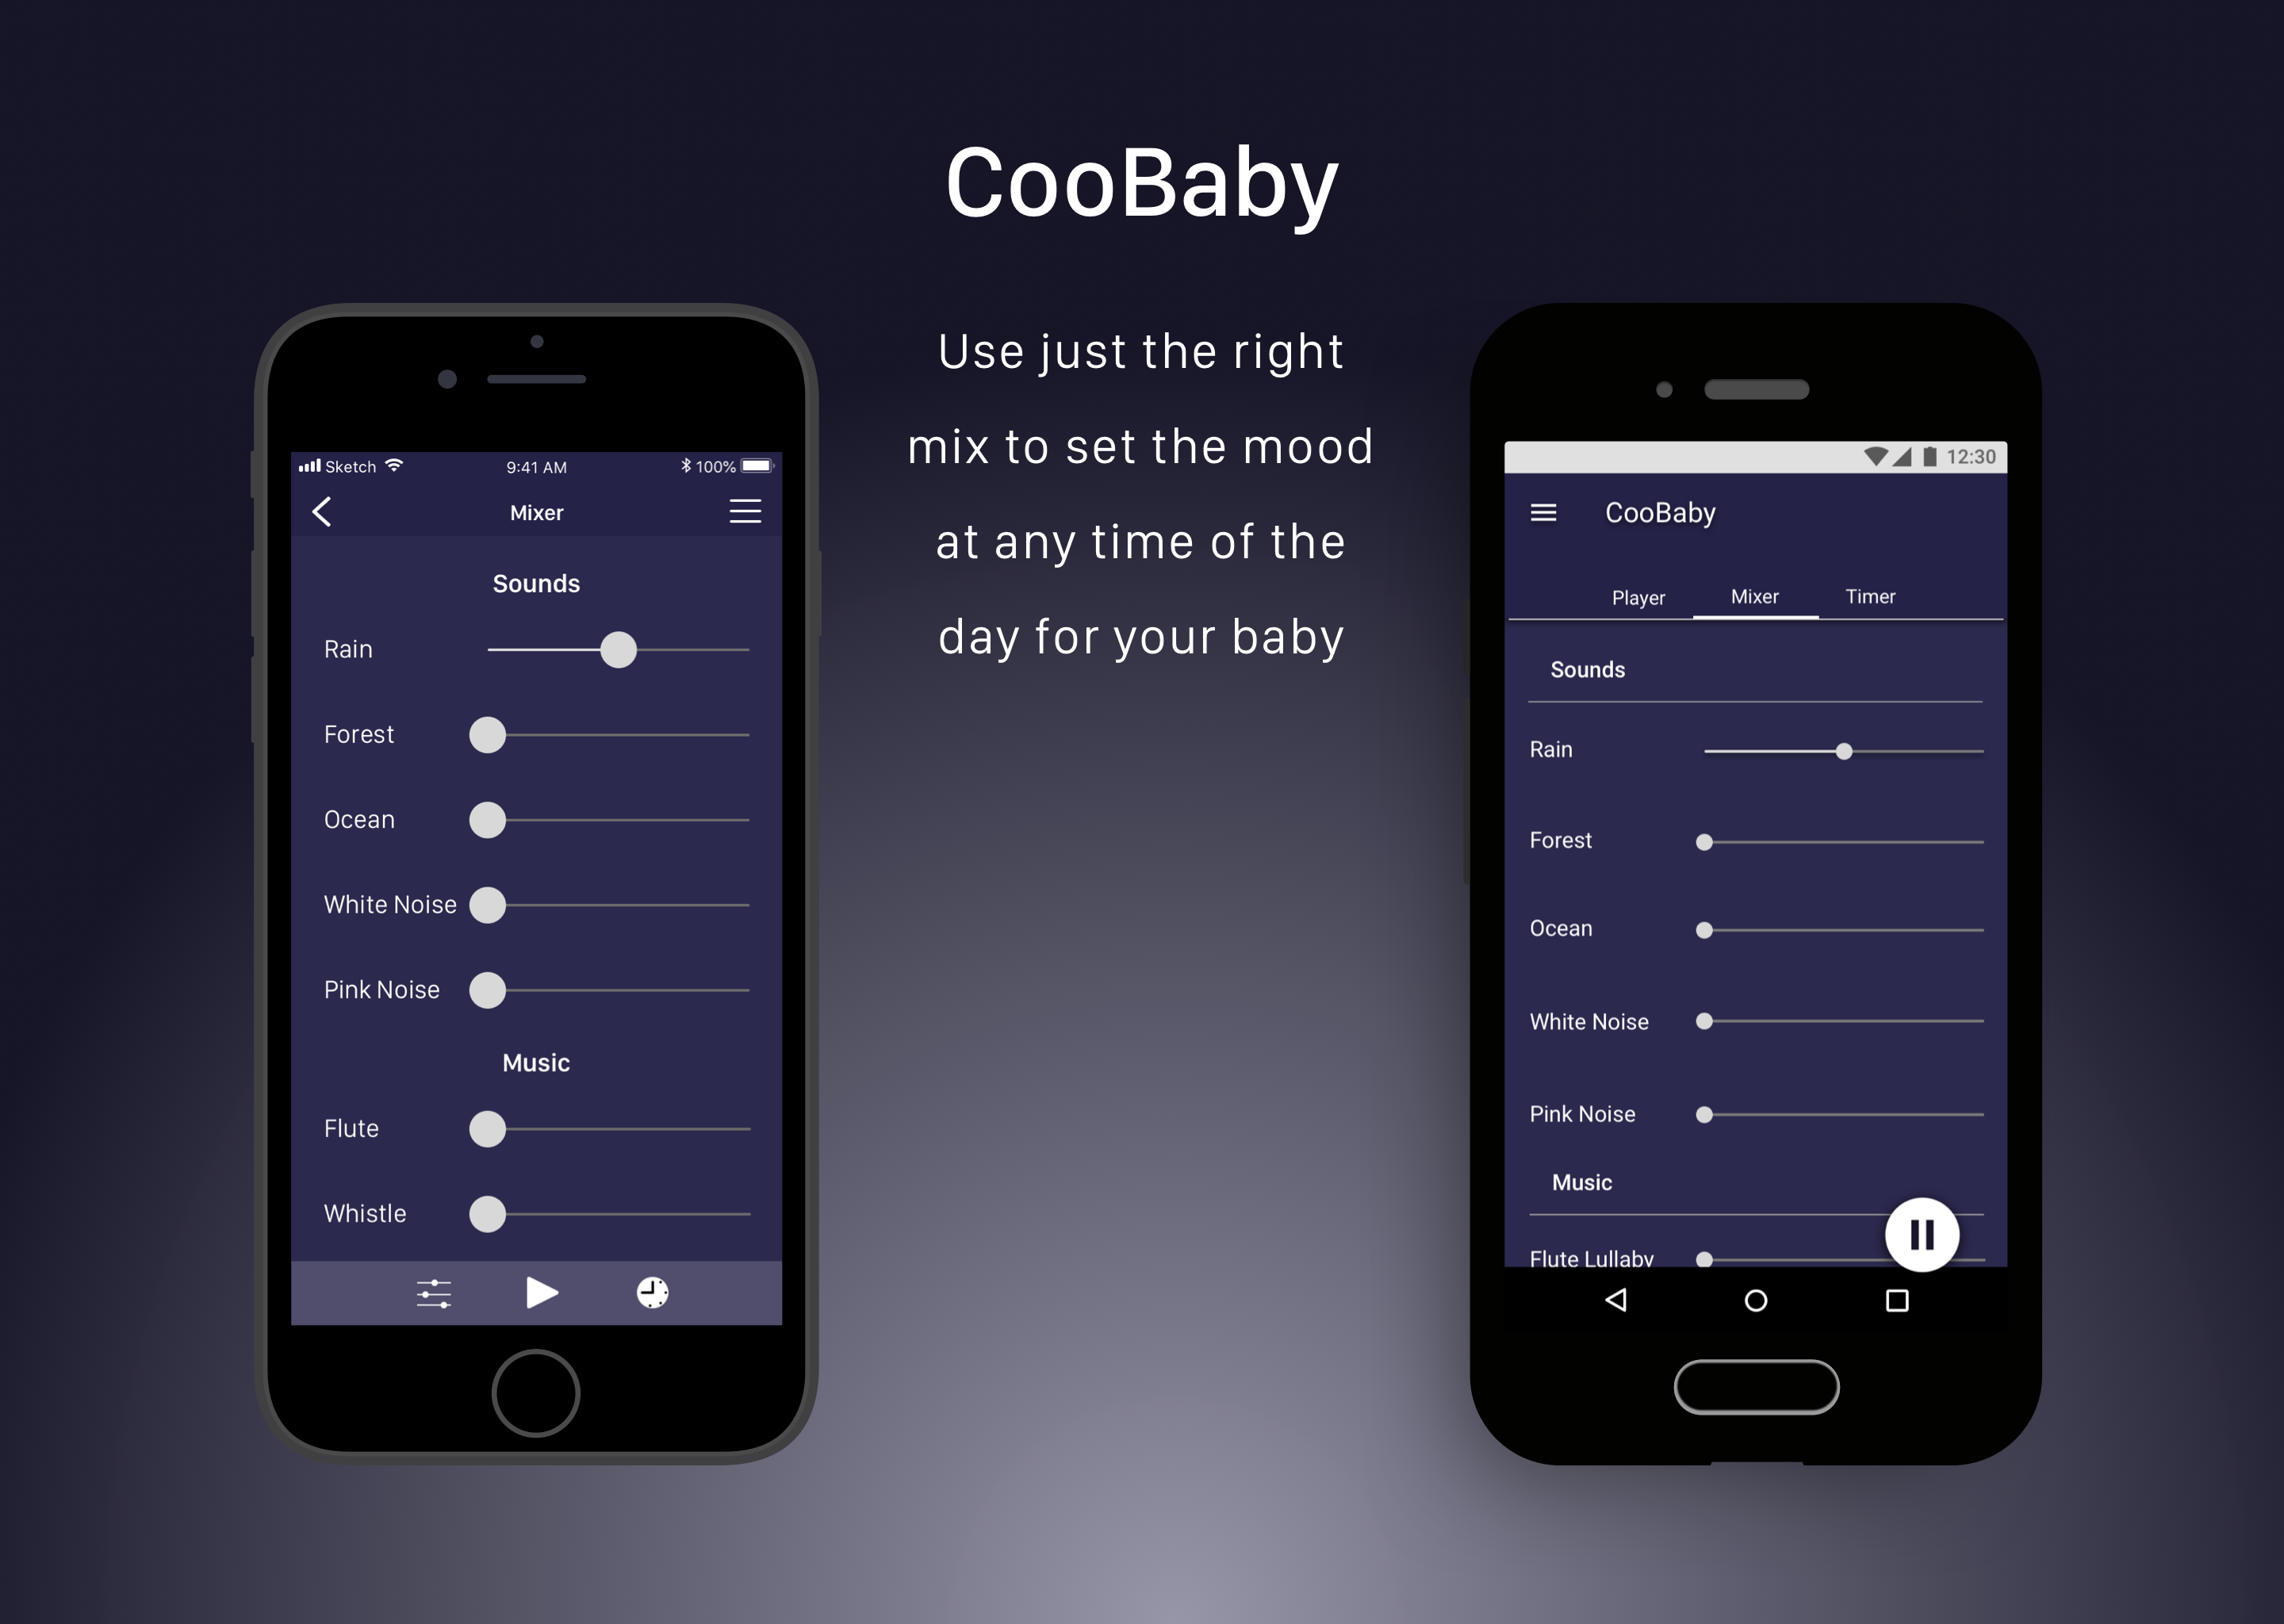 CooBaby
Use just the right
mix to set the mood
at any time of the
day for your baby
Sketch 9:41 AM 100%
Mixer
Sounds
Rain
Forest
Ocean
White Noise
Pink Noise
Music
Flute
Whistle
12:30
CooBaby
Player Mixer Timer
Sounds
Rain
Forest
Ocean
White Noise
Pink Noise
Music
Flute Lullaby